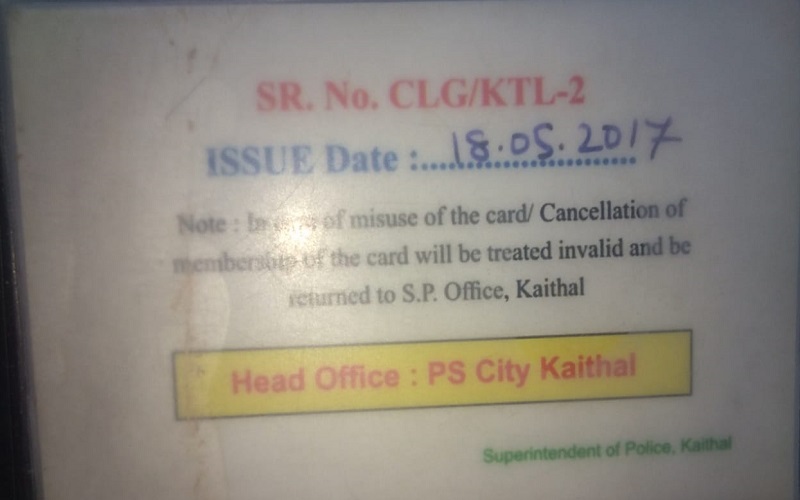 SR. No. CLG/KTL-2
ISSUE Date :.....18.05.2017
Note : In of misuse of the card/ Cancellation of
membership of the card will be treated invalid and be
returned to S.P. Office, Kaithal
Head Office : PS City Kaithal
Superintendent of Police, Kaithal